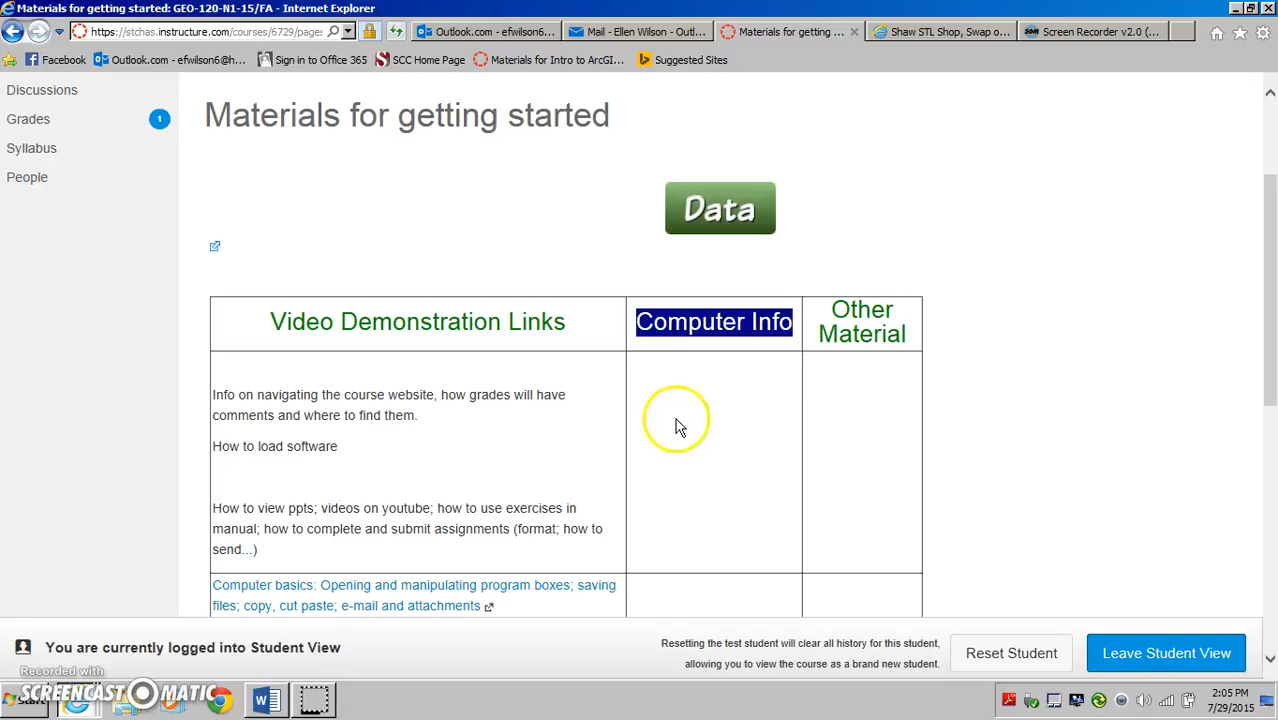 Materials for getting started: GEO-120-N1-15/FA - Internet Explorer
https://stchas.instructure.com/courses/6729/pages
Outlook.com - efwilson6...
Mail - Ellen Wilson - Outl...
Materials for getting ...
Shaw STL Shop, Swap o...
Screen Recorder v2.0 (...
Facebook
Outlook.com - efwilson6@h...
Sign in to Office 365
SCC Home Page
Materials for Intro to ArcGI...
Suggested Sites
Discussions
Grades
1
Syllabus
People
Materials for getting started
Data
Video Demonstration Links
Computer Info
Other
Material
Info on navigating the course website, how grades will have
comments and where to find them.
How to load software
How to view ppts; videos on youtube; how to use exercises in
manual; how to complete and submit assignments (format; how to
send...)
Computer basics: Opening and manipulating program boxes; saving
files; copy, cut paste; e-mail and attachments
You are currently logged into Student View
Resetting the test student will clear all history for this student,
allowing you to view the course as a brand new student.
Reset Student
Leave Student View
Recorded with
SCREENCAST MATIC
Start
2:05 PM
7/29/2015